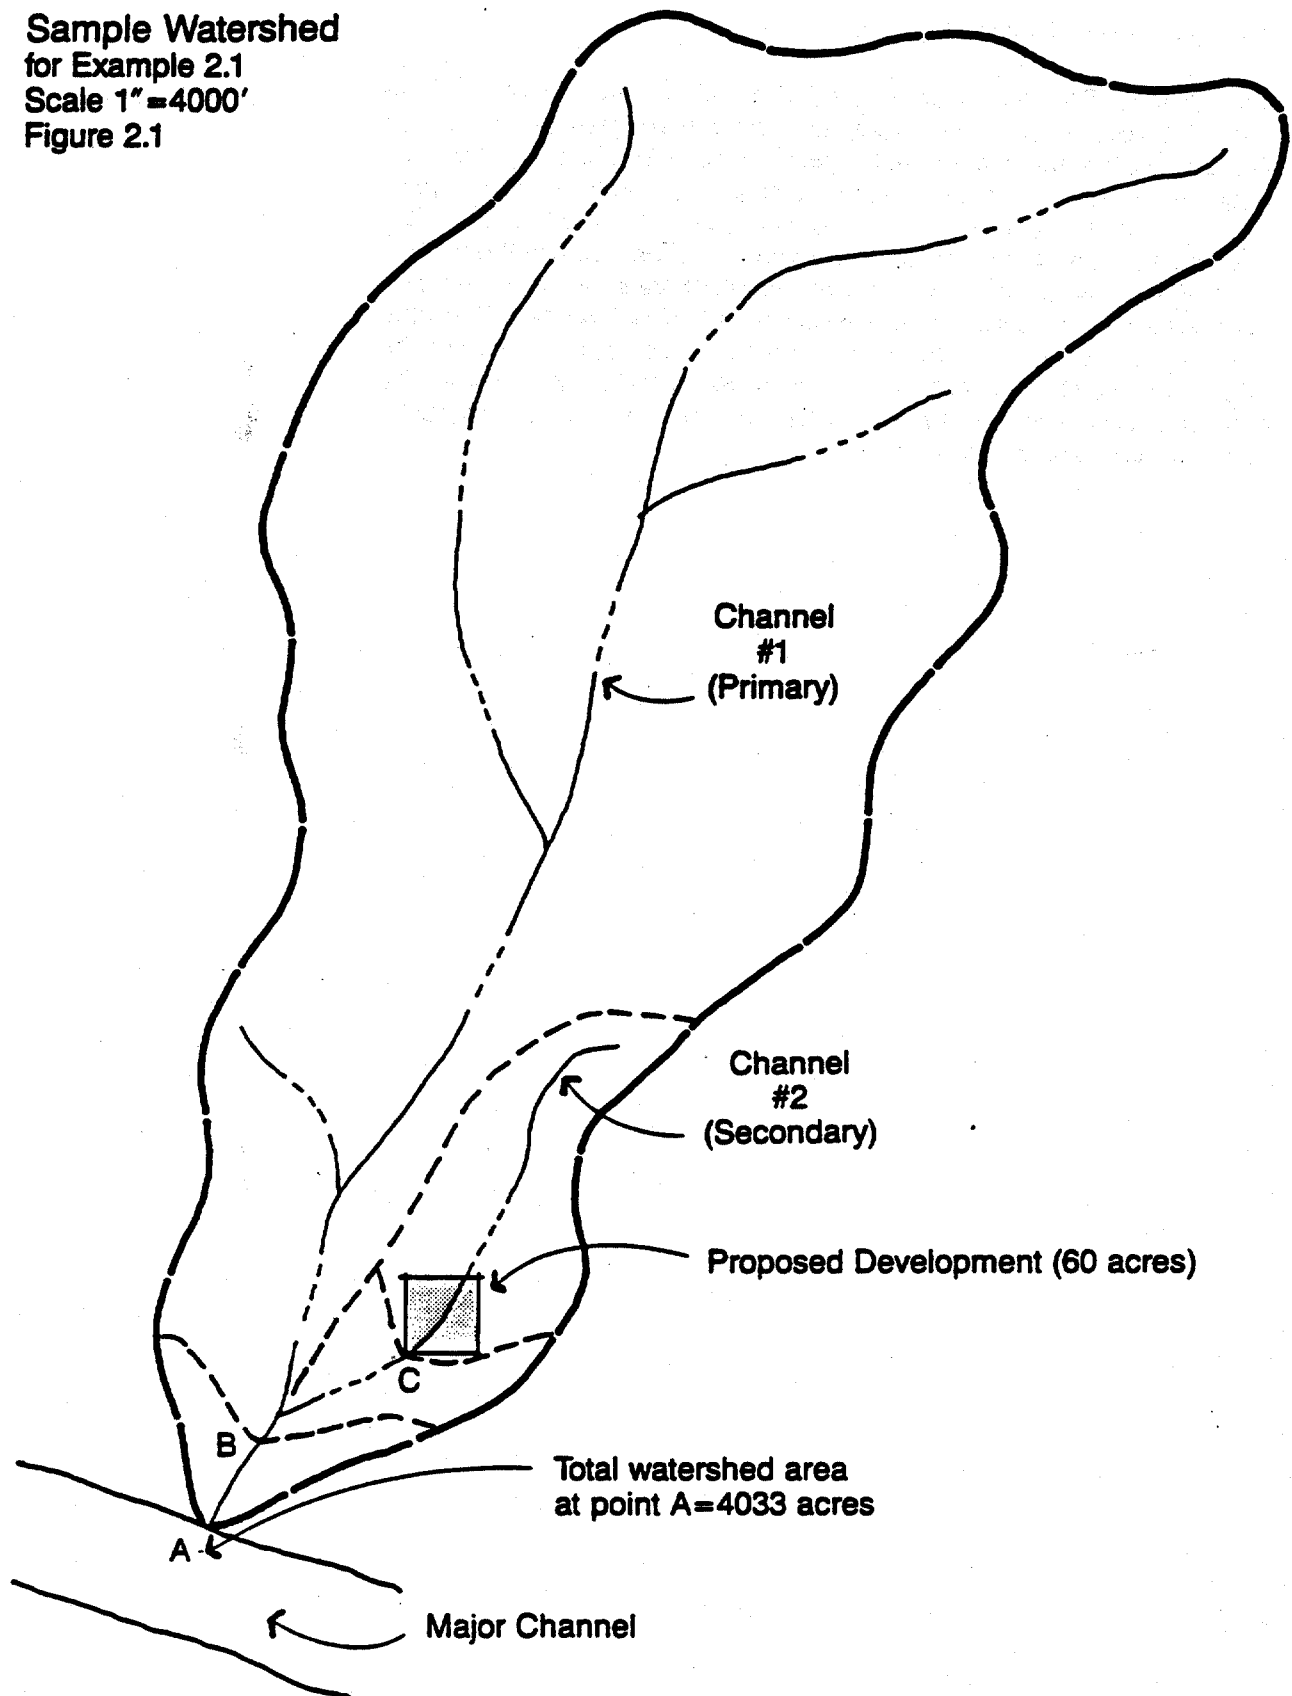 Sample Watershed
for Example 2.1
Scale 1"=4000'
Figure 2.1
Channel
#1
(Primary)
Channel
#2
(Secondary)
Proposed Development (60 acres)
C
B
Total watershed area
at point A=4033 acres
A
Major Channel